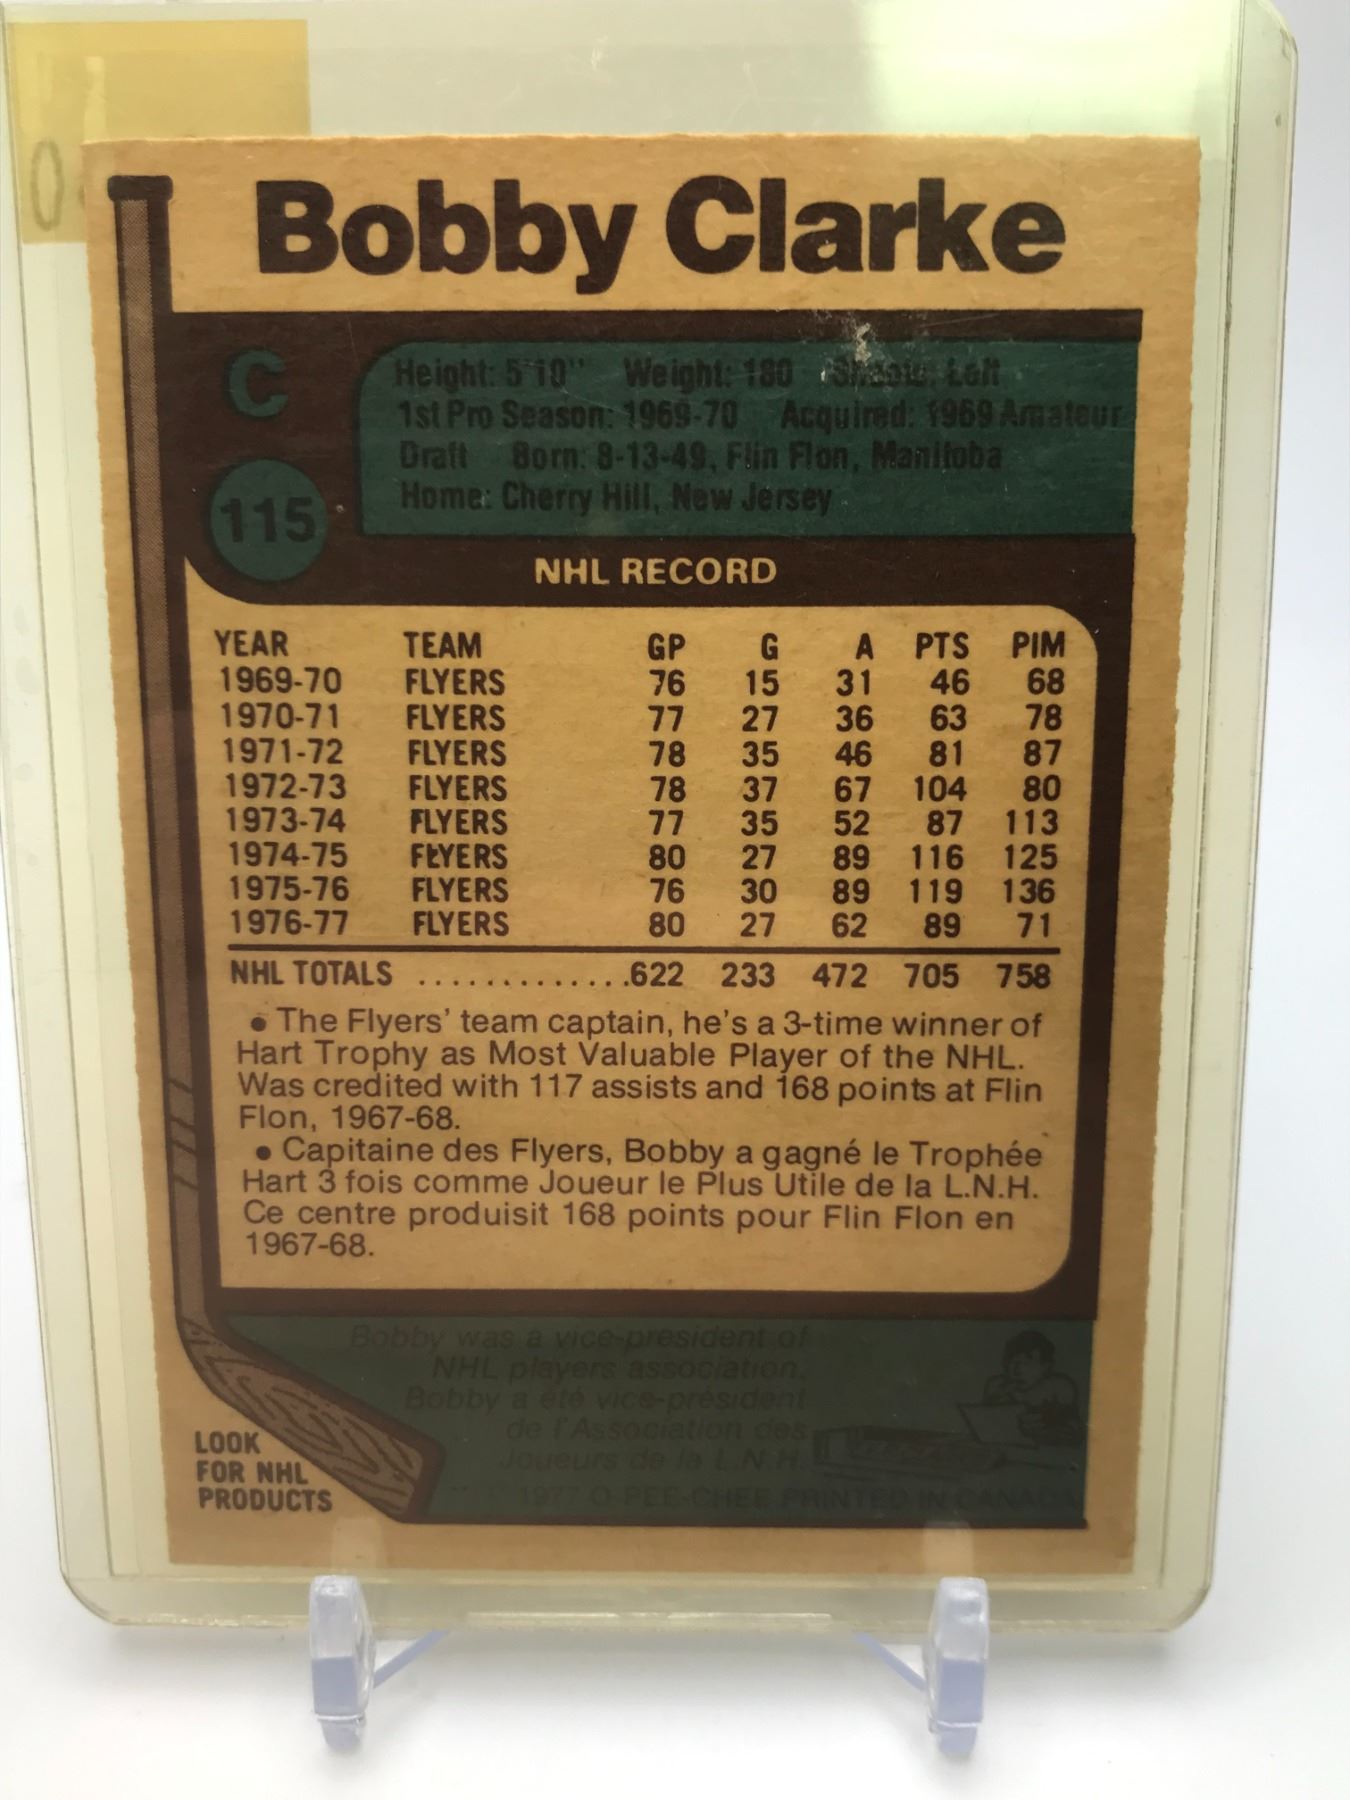 Bobby Clarke
C
115
Height: 5'10" Weight: 180 Shoots: Left
1st Pro Season: 1969-70 Acquired: 1969 Amateur
Draft Born: 8-13-49, Flin Flon, Manitoba
Home: Cherry Hill, New Jersey
NHL RECORD
YEAR TEAM GP G A PTS PIM
1969-70 FLYERS 76 15 31 46 68
1970-71 FLYERS 77 27 36 63 78
1971-72 FLYERS 78 35 46 81 87
1972-73 FLYERS 78 37 67 104 80
1973-74 FLYERS 77 35 52 87 113
1974-75 FLYERS 80 27 89 116 125
1975-76 FLYERS 76 30 89 119 136
1976-77 FLYERS 80 27 62 89 71
NHL TOTALS .............622 233 472 705 758
• The Flyers' team captain, he's a 3-time winner of
Hart Trophy as Most Valuable Player of the NHL.
Was credited with 117 assists and 168 points at Flin
Flon, 1967-68.
• Capitaine des Flyers, Bobby a gagné le Trophée
Hart 3 fois comme Joueur le Plus Utile de la L.N.H.
Ce centre produisit 168 points pour Flin Flon en
1967-68.
Bobby was a vice-president of
NHL players association.
Bobby a été vice-président
de l'Association des
Joueurs de la L.N.H.
1977 O-PEE-CHEE PRINTED IN CANADA
LOOK
FOR NHL
PRODUCTS